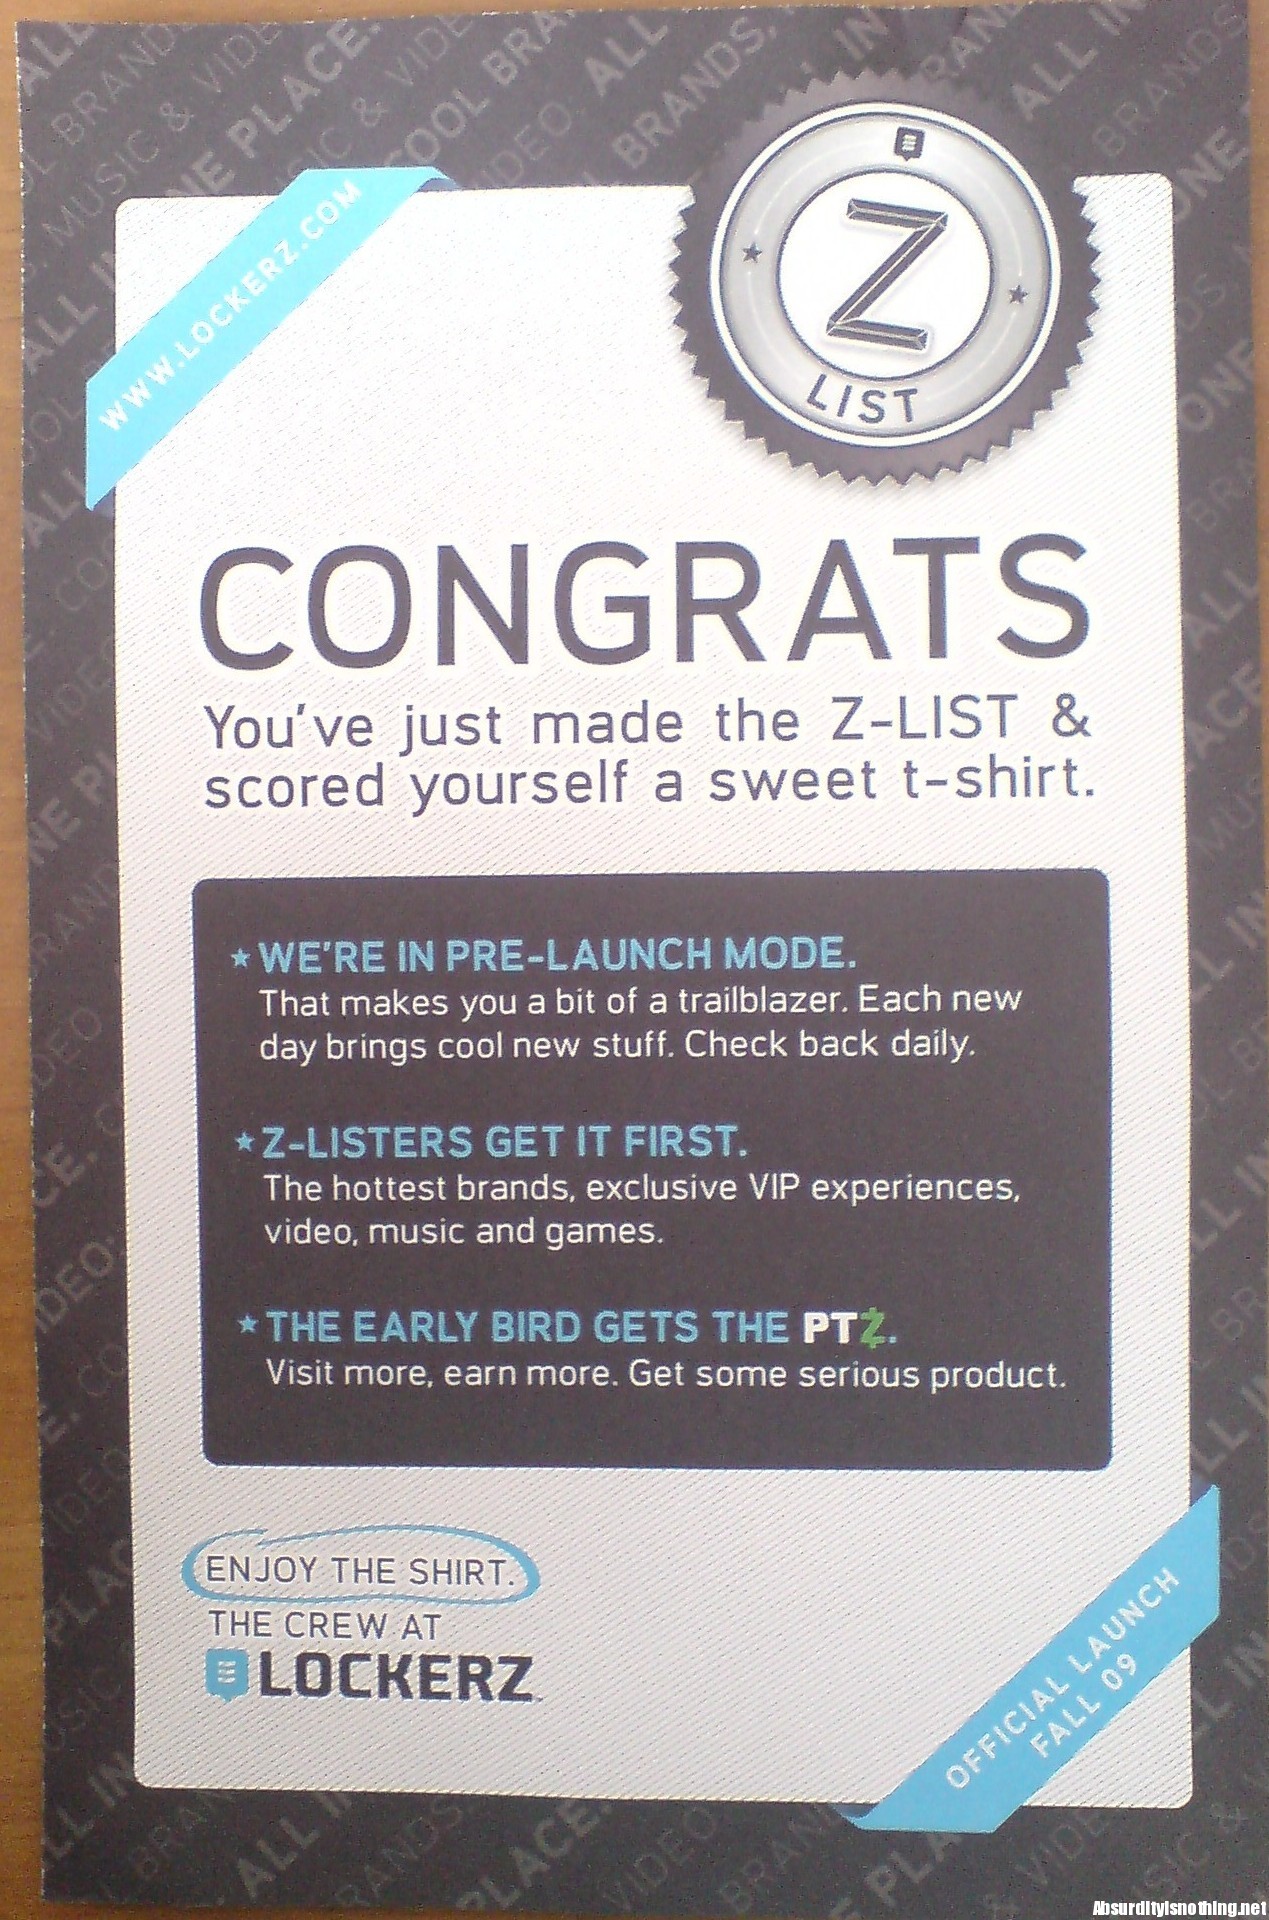 WWW.LOCKERZ.COM
Z
LIST
CONGRATS
You've just made the Z-LIST &
scored yourself a sweet t-shirt.
WE'RE IN PRE-LAUNCH MODE.
That makes you a bit of a trailblazer. Each new
day brings cool new stuff. Check back daily.
Z-LISTERS GET IT FIRST.
The hottest brands, exclusive VIP experiences,
video, music and games.
THE EARLY BIRD GETS THE PTZ.
Visit more, earn more. Get some serious product.
ENJOY THE SHIRT.
THE CREW AT
LOCKERZ
OFFICIAL LAUNCH
FALL 09
AbsurdityIsnothing.net